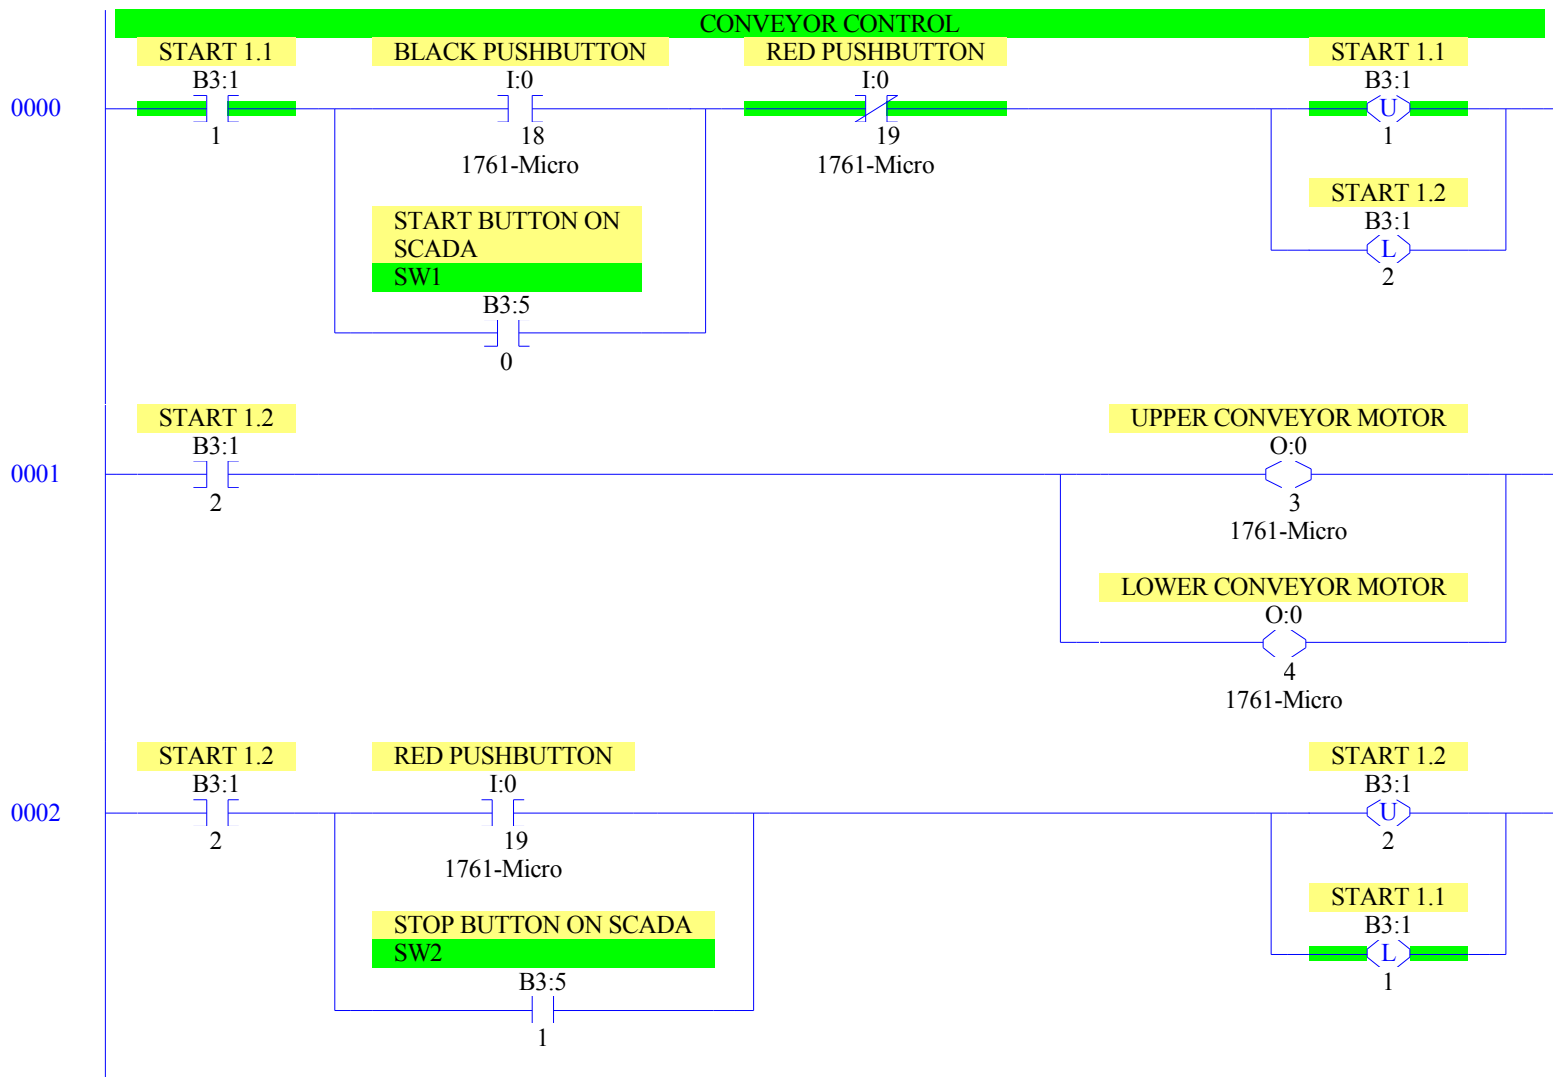 CONVEYOR CONTROL
START 1.1 BLACK PUSHBUTTON RED PUSHBUTTON START 1.1
B3:1 I:0 I:0 B3:1
0000 U
1 18 19 1
1761-Micro 1761-Micro
START 1.2
START BUTTON ON B3:1
SCADA L
SW1 2
B3:5
0
START 1.2 UPPER CONVEYOR MOTOR
B3:1 O:0
0001
2 3
1761-Micro
LOWER CONVEYOR MOTOR
O:0
4
1761-Micro
START 1.2 RED PUSHBUTTON START 1.2
B3:1 I:0 B3:1
0002 U
2 19 2
1761-Micro
START 1.1
STOP BUTTON ON SCADA B3:1
SW2 L
B3:5 1
1